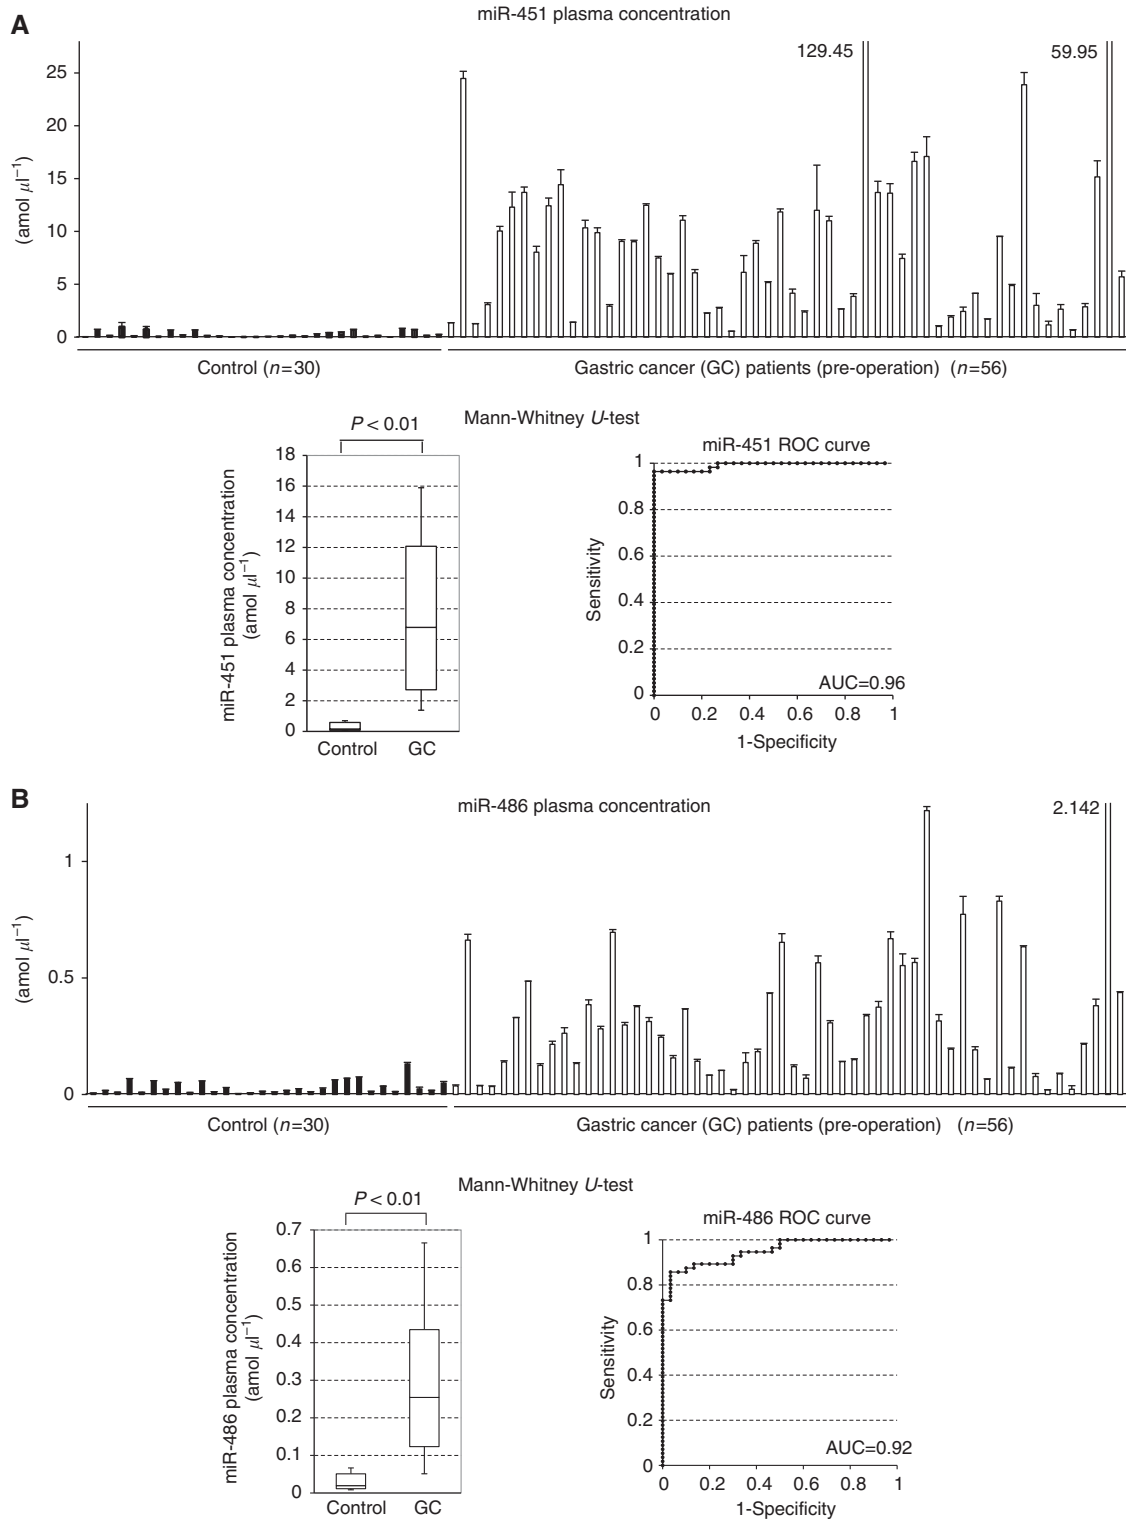 A
miR-451 plasma concentration
129.45
59.95
25
20
15
10
5
0
(amol μl⁻¹)
Control (n=30)
Gastric cancer (GC) patients (pre-operation) (n=56)
Mann-Whitney U-test
P < 0.01
18
16
14
12
10
8
6
4
2
0
miR-451 plasma concentration
(amol μl⁻¹)
Control GC
miR-451 ROC curve
1
0.8
0.6
0.4
0.2
0
Sensitivity
AUC=0.96
0 0.2 0.4 0.6 0.8 1
1-Specificity
B
miR-486 plasma concentration
2.142
1
0.5
0
(amol μl⁻¹)
Control (n=30)
Gastric cancer (GC) patients (pre-operation) (n=56)
Mann-Whitney U-test
P < 0.01
0.7
0.6
0.5
0.4
0.3
0.2
0.1
0
miR-486 plasma concentration
(amol μl⁻¹)
Control GC
miR-486 ROC curve
1
0.8
0.6
0.4
0.2
0
Sensitivity
AUC=0.92
0 0.2 0.4 0.6 0.8 1
1-Specificity